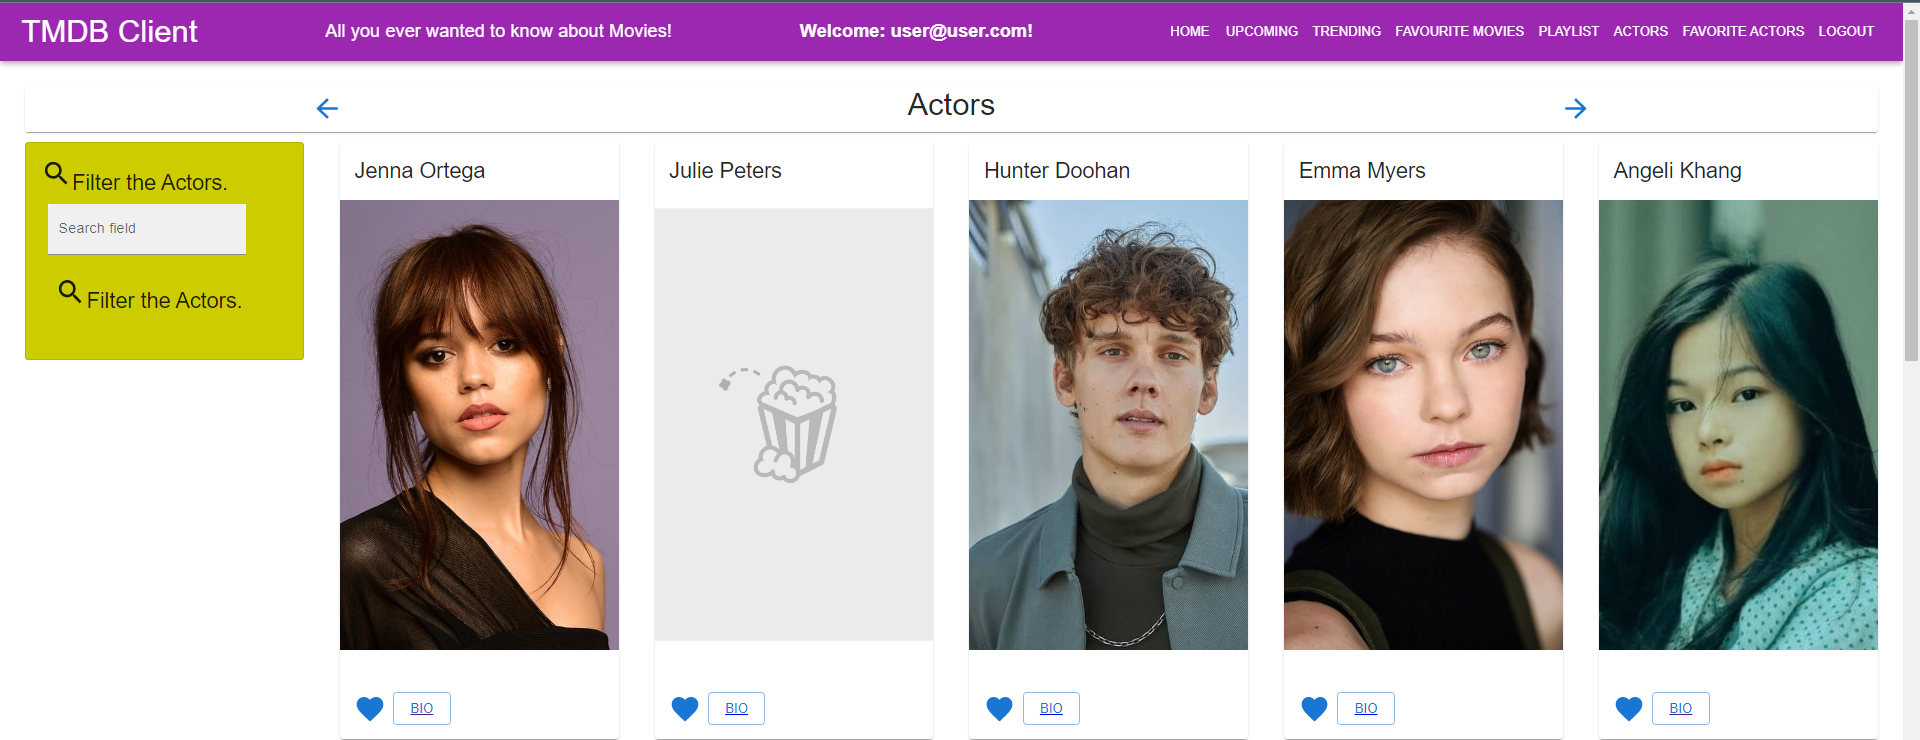 TMDB Client
All you ever wanted to know about Movies!
Welcome: user@user.com!
HOME UPCOMING TRENDING FAVOURITE MOVIES PLAYLIST ACTORS FAVORITE ACTORS LOGOUT
Actors
Filter the Actors.
Search field
Filter the Actors.
Jenna Ortega
BIO
Julie Peters
BIO
Hunter Doohan
BIO
Emma Myers
BIO
Angeli Khang
BIO